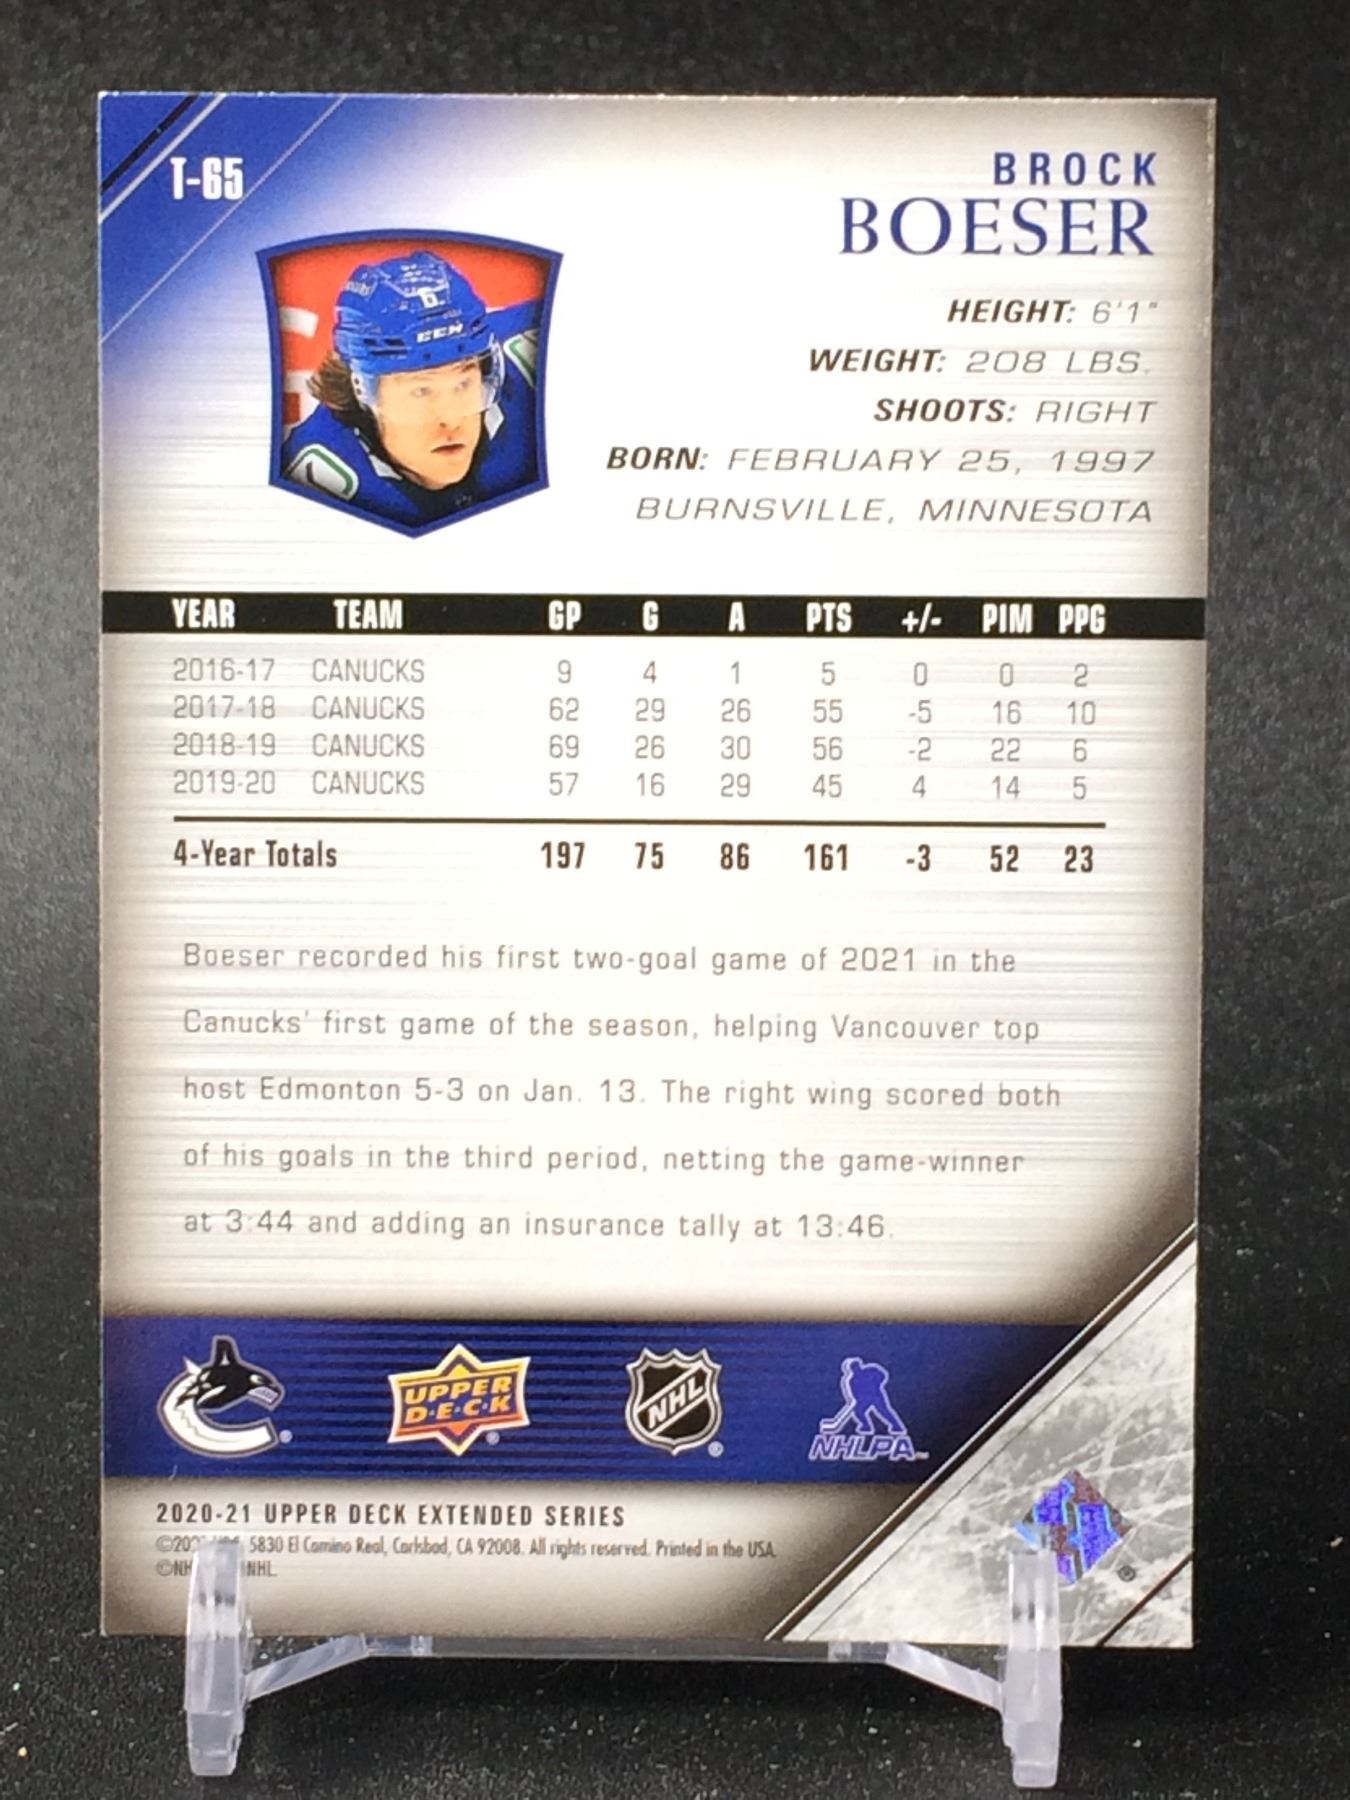 T-65
BROCK
BOESER
HEIGHT: 6'1"
WEIGHT: 208 LBS.
SHOOTS: RIGHT
BORN: FEBRUARY 25, 1997
BURNSVILLE, MINNESOTA
6
CCM
YEAR TEAM GP G A PTS +/- PIM PPG
2016-17 CANUCKS 9 4 1 5 0 0 2
2017-18 CANUCKS 62 29 26 55 -5 16 10
2018-19 CANUCKS 69 26 30 56 -2 22 6
2019-20 CANUCKS 57 16 29 45 4 14 5
4-Year Totals 197 75 86 161 -3 52 23
Boeser recorded his first two-goal game of 2021 in the
Canucks' first game of the season, helping Vancouver top
host Edmonton 5-3 on Jan. 13. The right wing scored both
of his goals in the third period, netting the game-winner
at 3:44 and adding an insurance tally at 13:46.
UPPER
D·E·C·K
®
NHL
NHLPA
2020-21 UPPER DECK EXTENDED SERIES
5830 El Camino Real, Carlsbad, CA 92008. All rights reserved. Printed in the USA.
NHL.